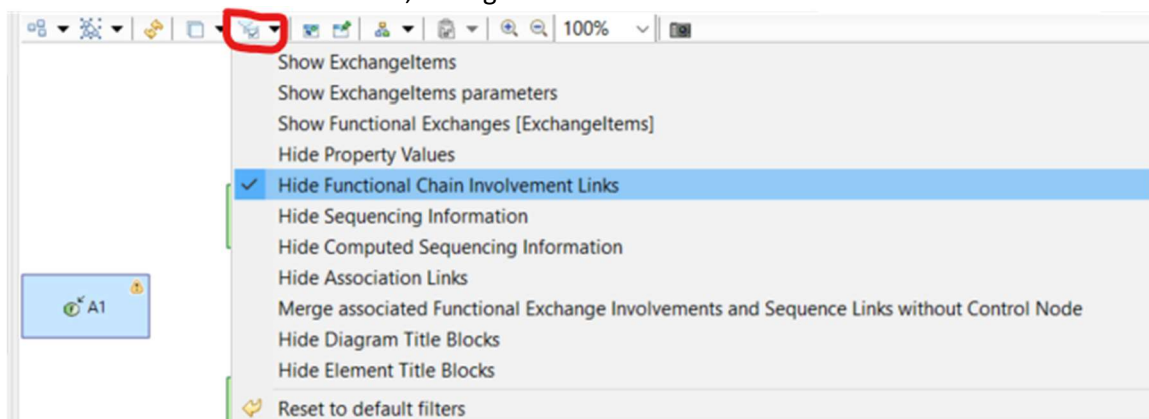 100%
Show ExchangeItems
Show ExchangeItems parameters
Show Functional Exchanges [ExchangeItems]
Hide Property Values
Hide Functional Chain Involvement Links
Hide Sequencing Information
Hide Computed Sequencing Information
Hide Association Links
A1
Merge associated Functional Exchange Involvements and Sequence Links without Control Node
Hide Diagram Title Blocks
Hide Element Title Blocks
Reset to default filters